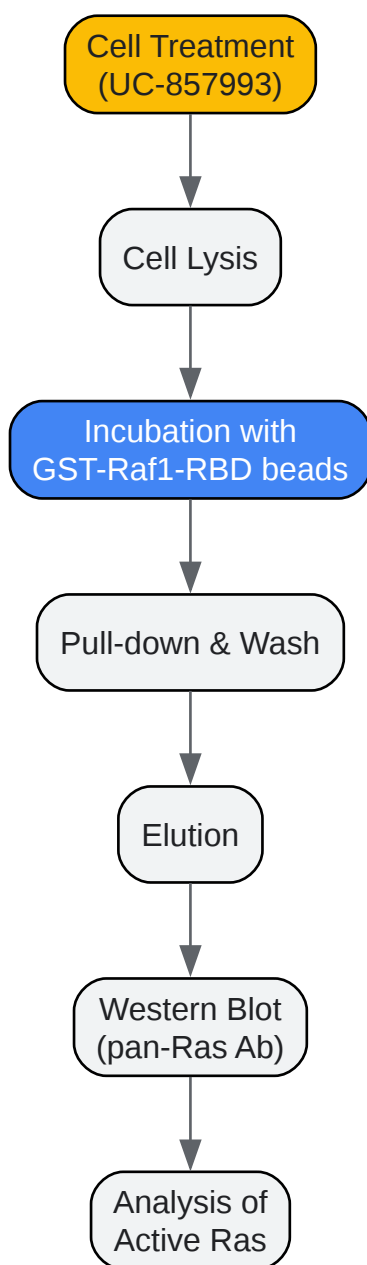 Cell Treatment
(UC-857993)
Cell Lysis
Incubation with
GST-Raf1-RBD beads
Pull-down & Wash
Elution
Western Blot
(pan-Ras Ab)
Analysis of
Active Ras